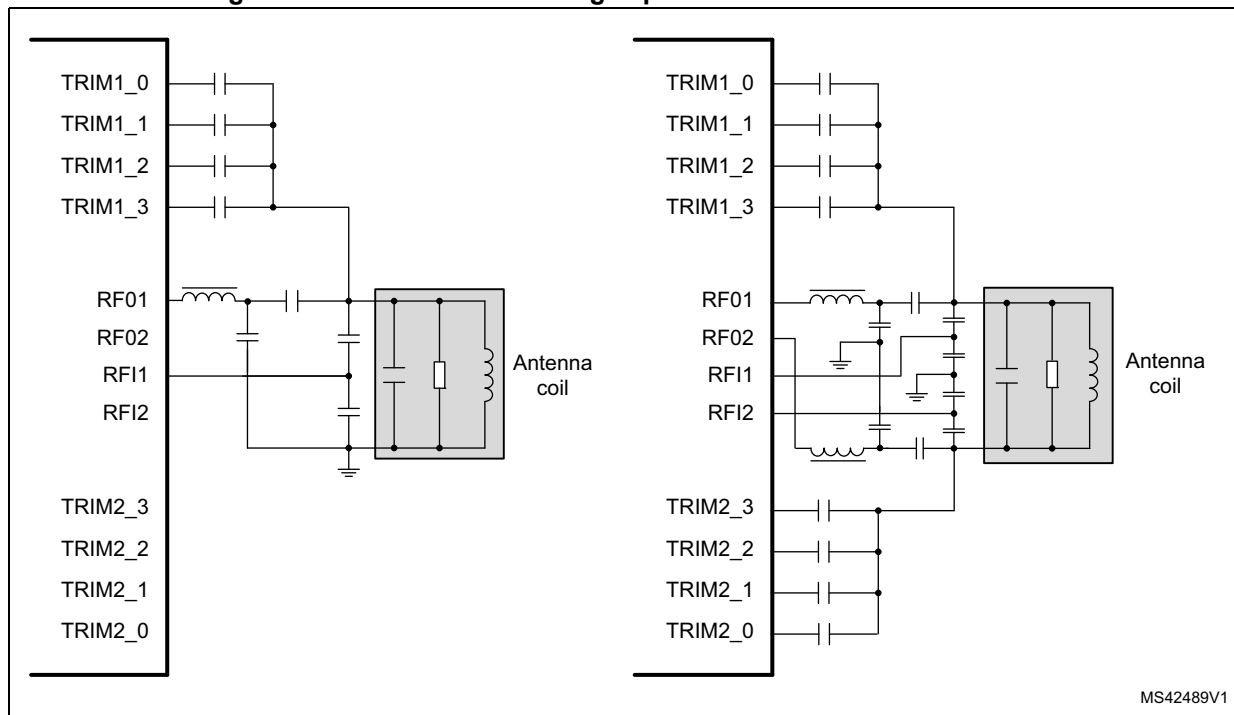 TRIM1_0
TRIM1_1
TRIM1_2
TRIM1_3
RF01
RF02
RFI1
RFI2
TRIM2_3
TRIM2_2
TRIM2_1
TRIM2_0
Antenna
coil
TRIM1_0
TRIM1_1
TRIM1_2
TRIM1_3
RF01
RF02
RFI1
RFI2
TRIM2_3
TRIM2_2
TRIM2_1
TRIM2_0
Antenna
coil
MS42489V1